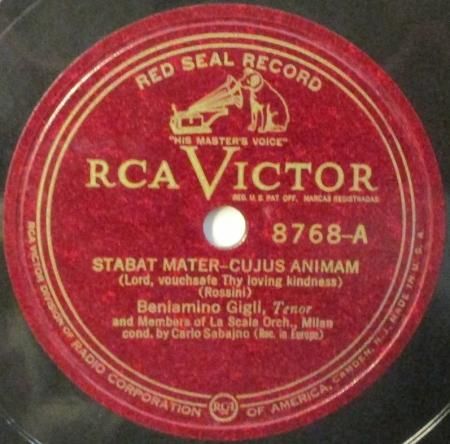 RED SEAL RECORD
"HIS MASTER'S VOICE"
RCA VICTOR
REG. U. S. PAT. OFF. MARCAS REGISTRADAS
8768-A
STABAT MATER-CUJUS ANIMAM
(Lord, vouchsafe Thy loving kindness)
(Rossini)
Beniamino Gigli, Tenor
and Members of La Scala Orch., Milan
cond. by Carlo Sabajno (Rec. in Europe)
RCA VICTOR DIVISION OF RADIO CORPORATION OF AMERICA, CAMDEN, N. J. MADE IN U. S. A.
RCA